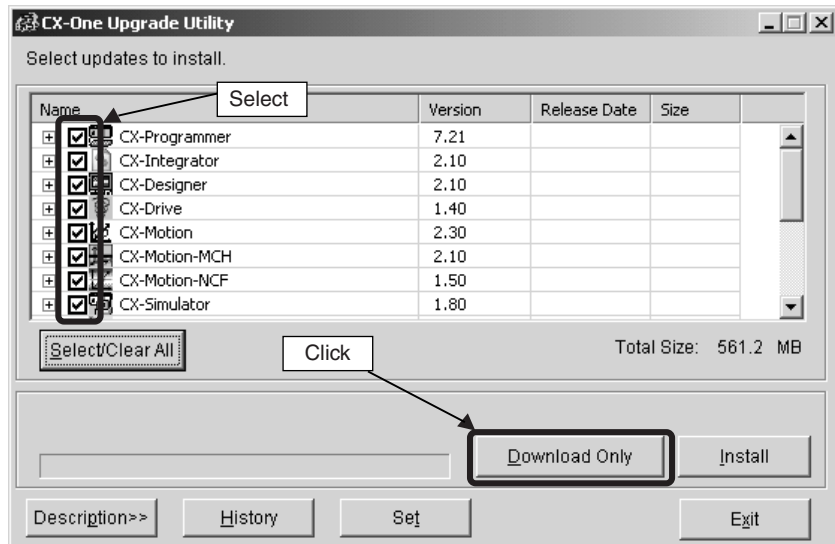 CX-One Upgrade Utility
Select updates to install.
Select
Name Version Release Date Size
CX-Programmer 7.21
CX-Integrator 2.10
CX-Designer 2.10
CX-Drive 1.40
CX-Motion 2.30
CX-Motion-MCH 2.10
CX-Motion-NCF 1.50
CX-Simulator 1.80
Select/Clear All
Click
Total Size: 561.2 MB
Download Only
Install
Description>>
History
Set
Exit